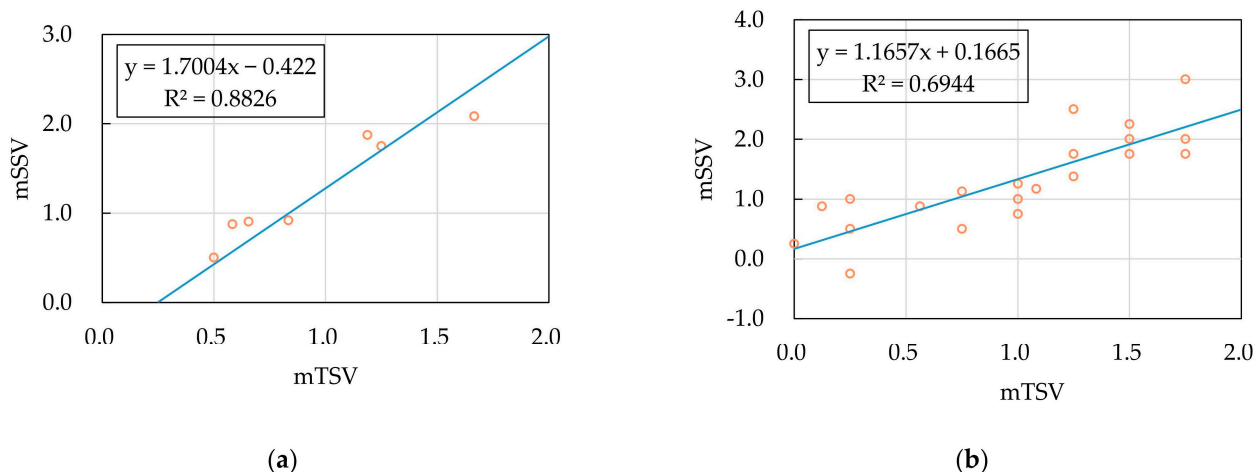 3.0
2.0
1.0
0.0
mSSV
y = 1.7004x − 0.422
R² = 0.8826
0.0 0.5 1.0 1.5 2.0
mTSV
(a)
4.0
3.0
2.0
1.0
0.0
-1.0
mSSV
y = 1.1657x + 0.1665
R² = 0.6944
0.0 0.5 1.0 1.5 2.0
mTSV
(b)